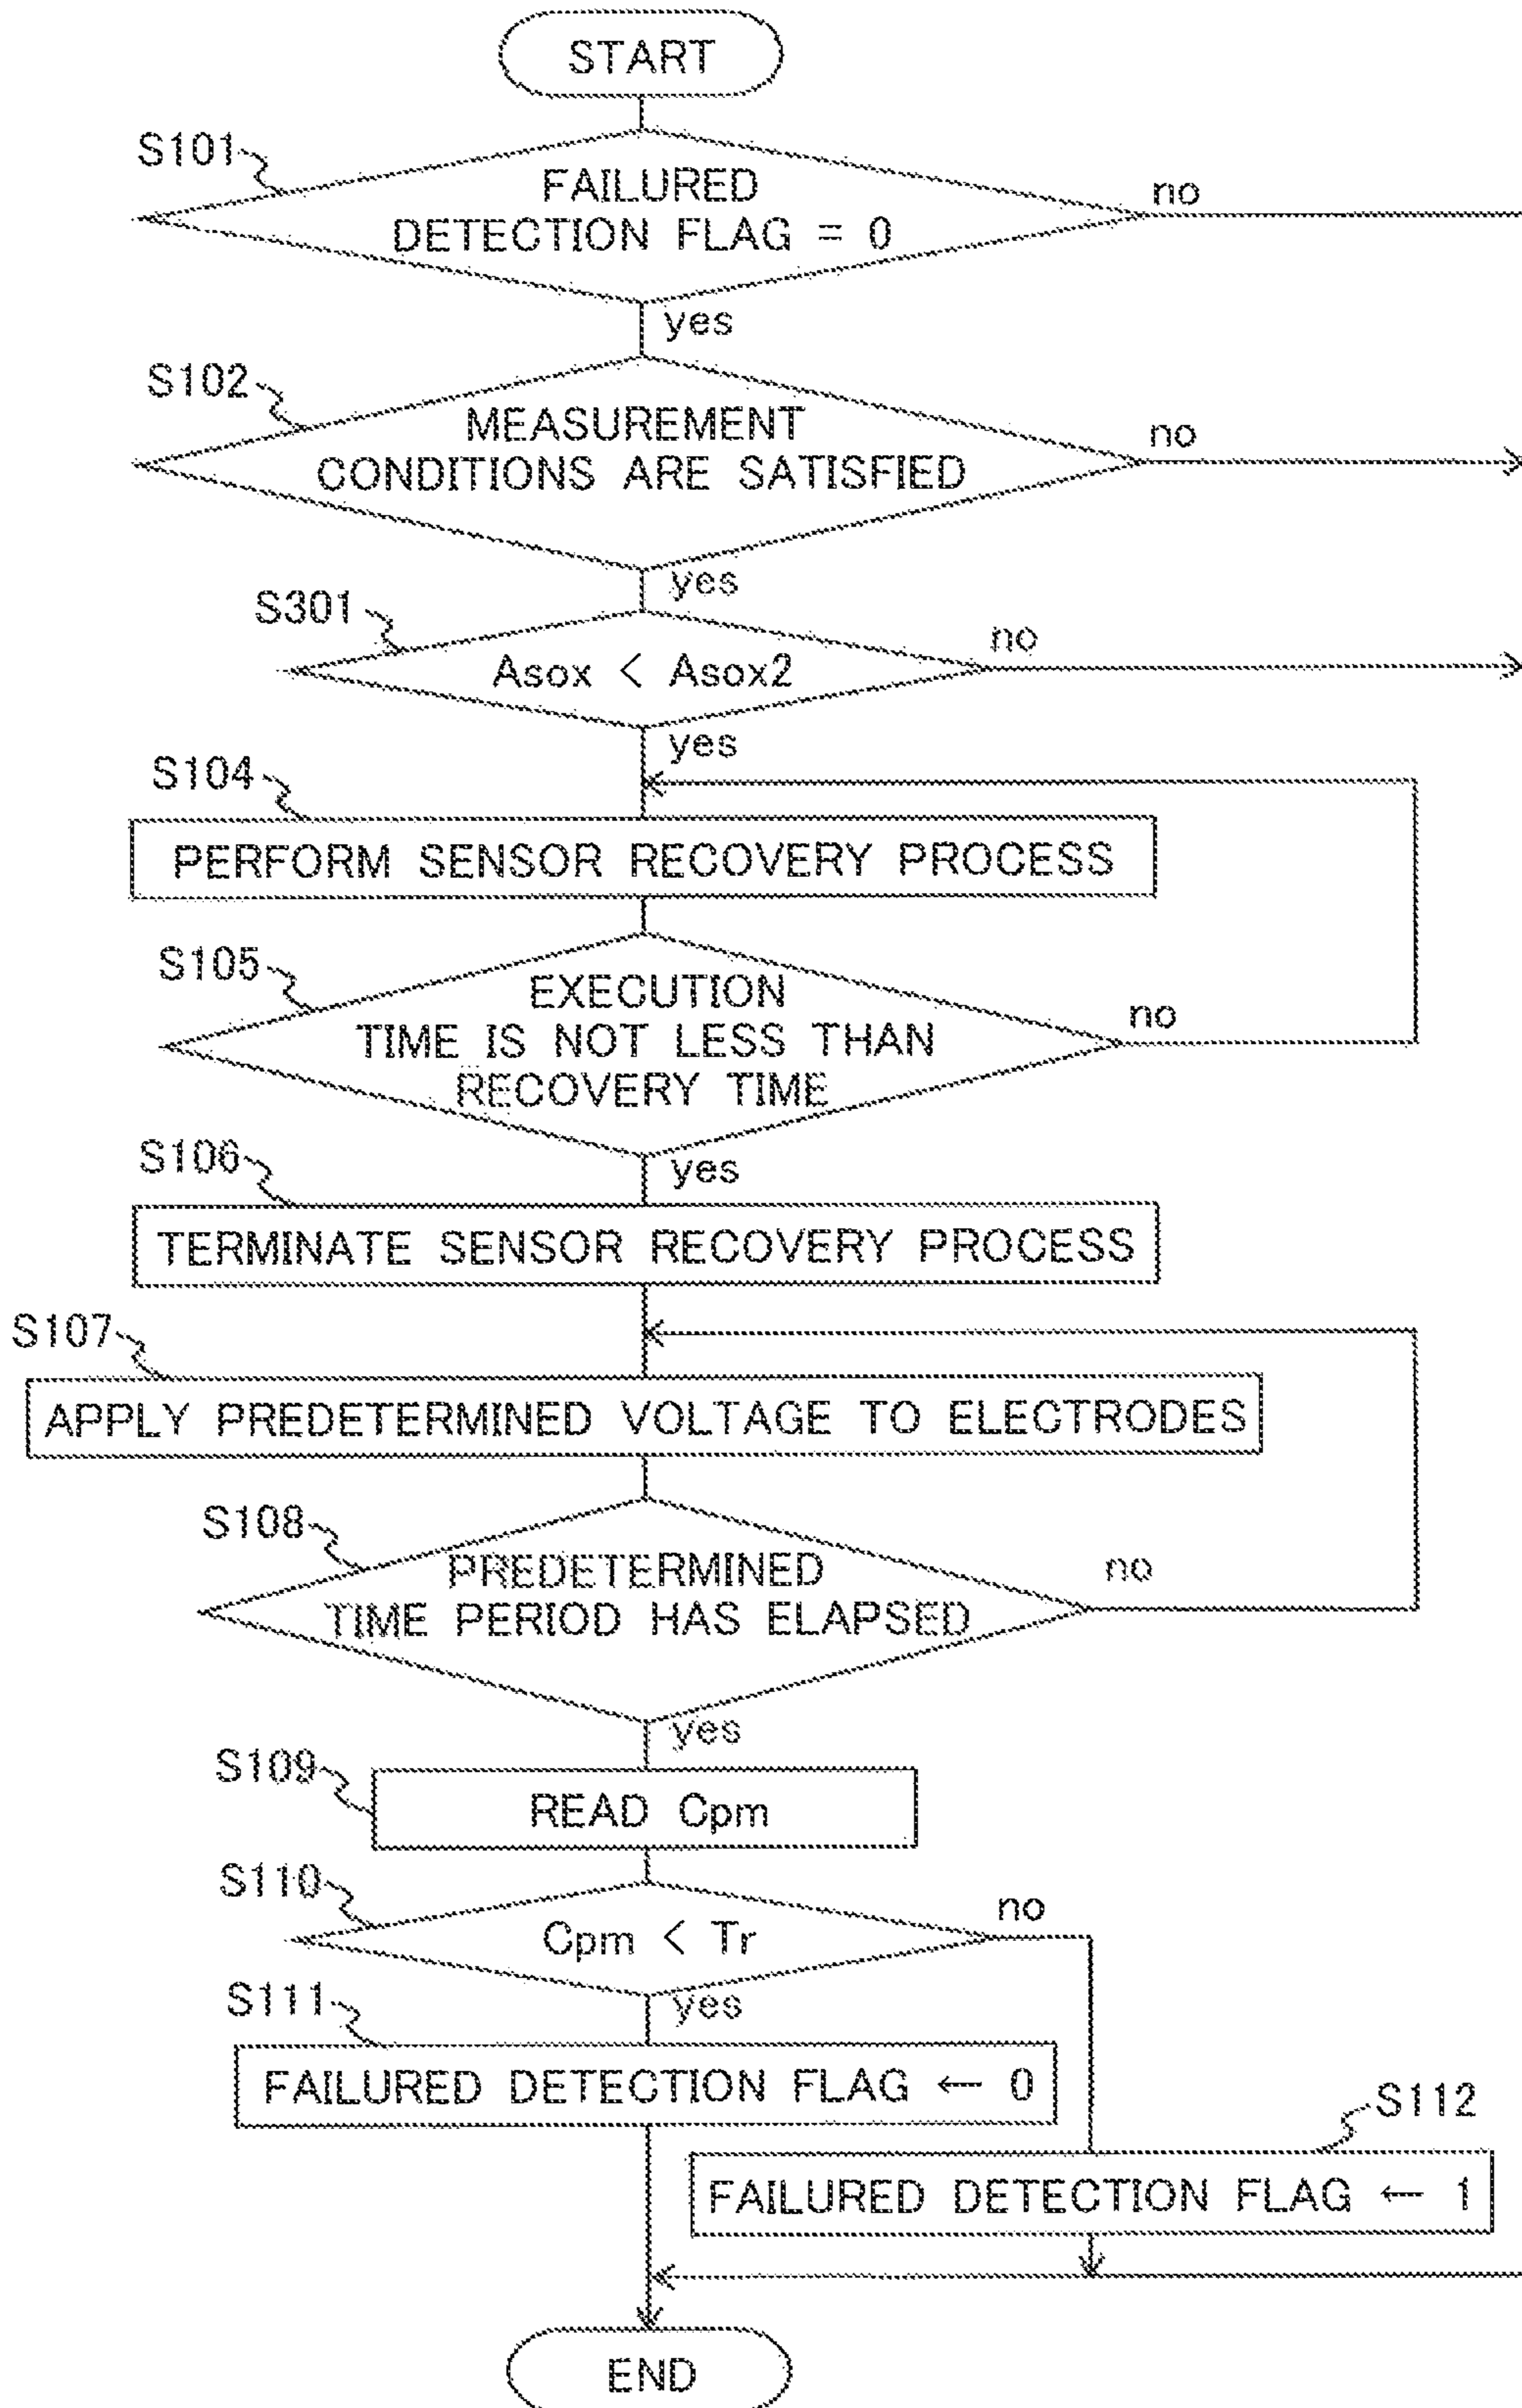 START
S101
FAILURED
DETECTION FLAG = 0
no
yes
S102
MEASUREMENT
CONDITIONS ARE SATISFIED
no
yes
S301
Asox < Asox2
no
yes
S104
PERFORM SENSOR RECOVERY PROCESS
S105
EXECUTION
TIME IS NOT LESS THAN
RECOVERY TIME
no
yes
S106
TERMINATE SENSOR RECOVERY PROCESS
S107
APPLY PREDETERMINED VOLTAGE TO ELECTRODES
S108
PREDETERMINED
TIME PERIOD HAS ELAPSED
no
yes
S109
READ Cpm
S110
Cpm < Tr
no
yes
S111
FAILURED DETECTION FLAG ← 0
S112
FAILURED DETECTION FLAG ← 1
END